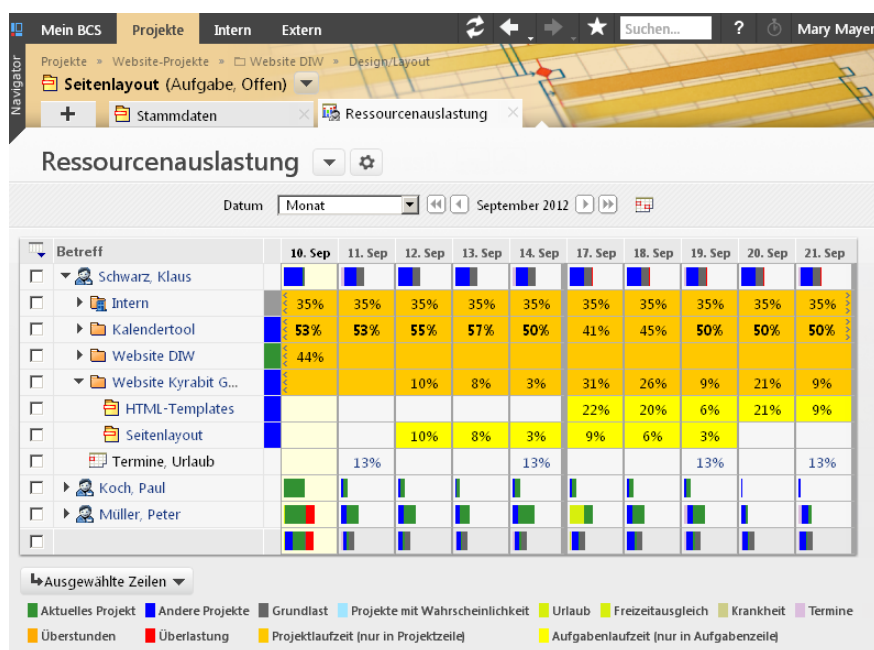 Mein BCS Projekte Intern Extern Suchen... ? Mary Mayer
Navigator
Projekte » Website-Projekte » Website DIW » Design/Layout
Seitenlayout (Aufgabe, Offen)
+ Stammdaten Ressourcenauslastung
Ressourcenauslastung
Datum Monat September 2012
Betreff 10. Sep 11. Sep 12. Sep 13. Sep 14. Sep 17. Sep 18. Sep 19. Sep 20. Sep 21. Sep
Schwarz, Klaus
Intern 35% 35% 35% 35% 35% 35% 35% 35% 35% 35%
Kalendertool 53% 53% 55% 57% 50% 41% 45% 50% 50% 50%
Website DIW 44%
Website Kyrabit G... 10% 8% 3% 31% 26% 9% 21% 9%
HTML-Templates 22% 20% 6% 21% 9%
Seitenlayout 10% 8% 3% 9% 6% 3%
Termine, Urlaub 13% 13% 13% 13%
Koch, Paul
Müller, Peter
Ausgewählte Zeilen
Aktuelles Projekt Andere Projekte Grundlast Projekte mit Wahrscheinlichkeit Urlaub Freizeitausgleich Krankheit Termine
Überstunden Überlastung Projektlaufzeit (nur in Projektzeile) Aufgabenlaufzeit (nur in Aufgabenzeile)